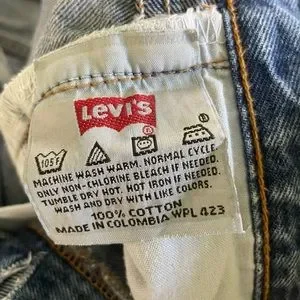 LEVI'S
105F
MACHINE WASH WARM. NORMAL CYCLE.
ONLY NON-CHLORINE BLEACH IF NEEDED.
TUMBLE DRY HOT. HOT IRON IF NEEDED.
WASH AND DRY WITH LIKE COLORS.
100% COTTON
WPL 423
MADE IN COLOMBIA